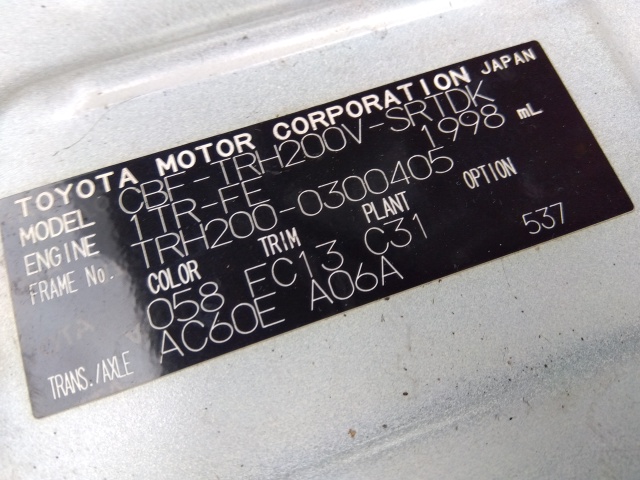 TOYOTA MOTOR CORPORATION JAPAN
MODEL CBF-TRH200V-SRTDK
ENGINE 1TR-FE 1998 mL
FRAME No. TRH200-0300405
COLOR TRIM PLANT OPTION
058 FC13 C31 537
TRANS./AXLE AC60E A06A